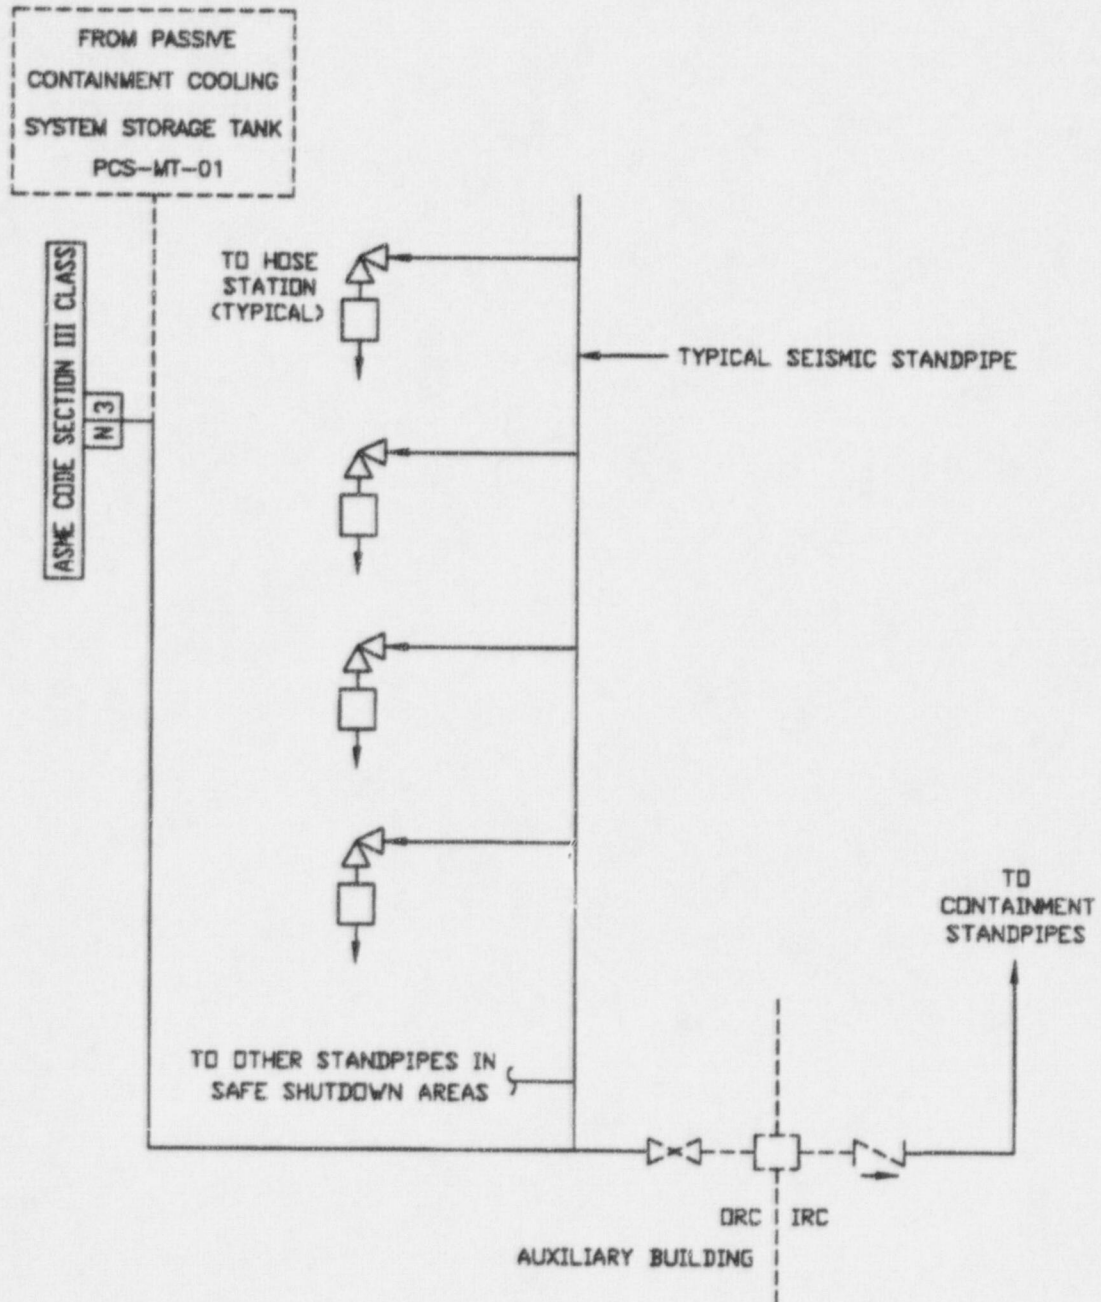 FROM PASSIVE
CONTAINMENT COOLING
SYSTEM STORAGE TANK
PCS-MT-01
ASME CODE SECTION III CLASS
N 3
TO HOSE
STATION
(TYPICAL)
TYPICAL SEISMIC STANDPIPE
TO
CONTAINMENT
STANDPIPES
TO OTHER STANDPIPES IN
SAFE SHUTDOWN AREAS
ORC IRC
AUXILIARY BUILDING